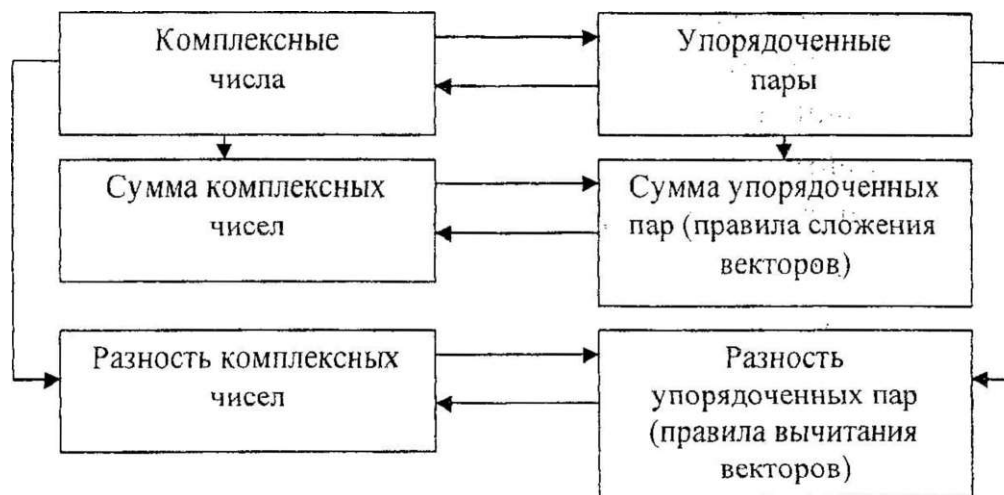 Комплексные
числа
Упорядоченные
пары
Сумма комплексных
чисел
Сумма упорядоченных
пар (правила сложения
векторов)
Разность комплексных
чисел
Разность
упорядоченных пар
(правила вычитания
векторов)